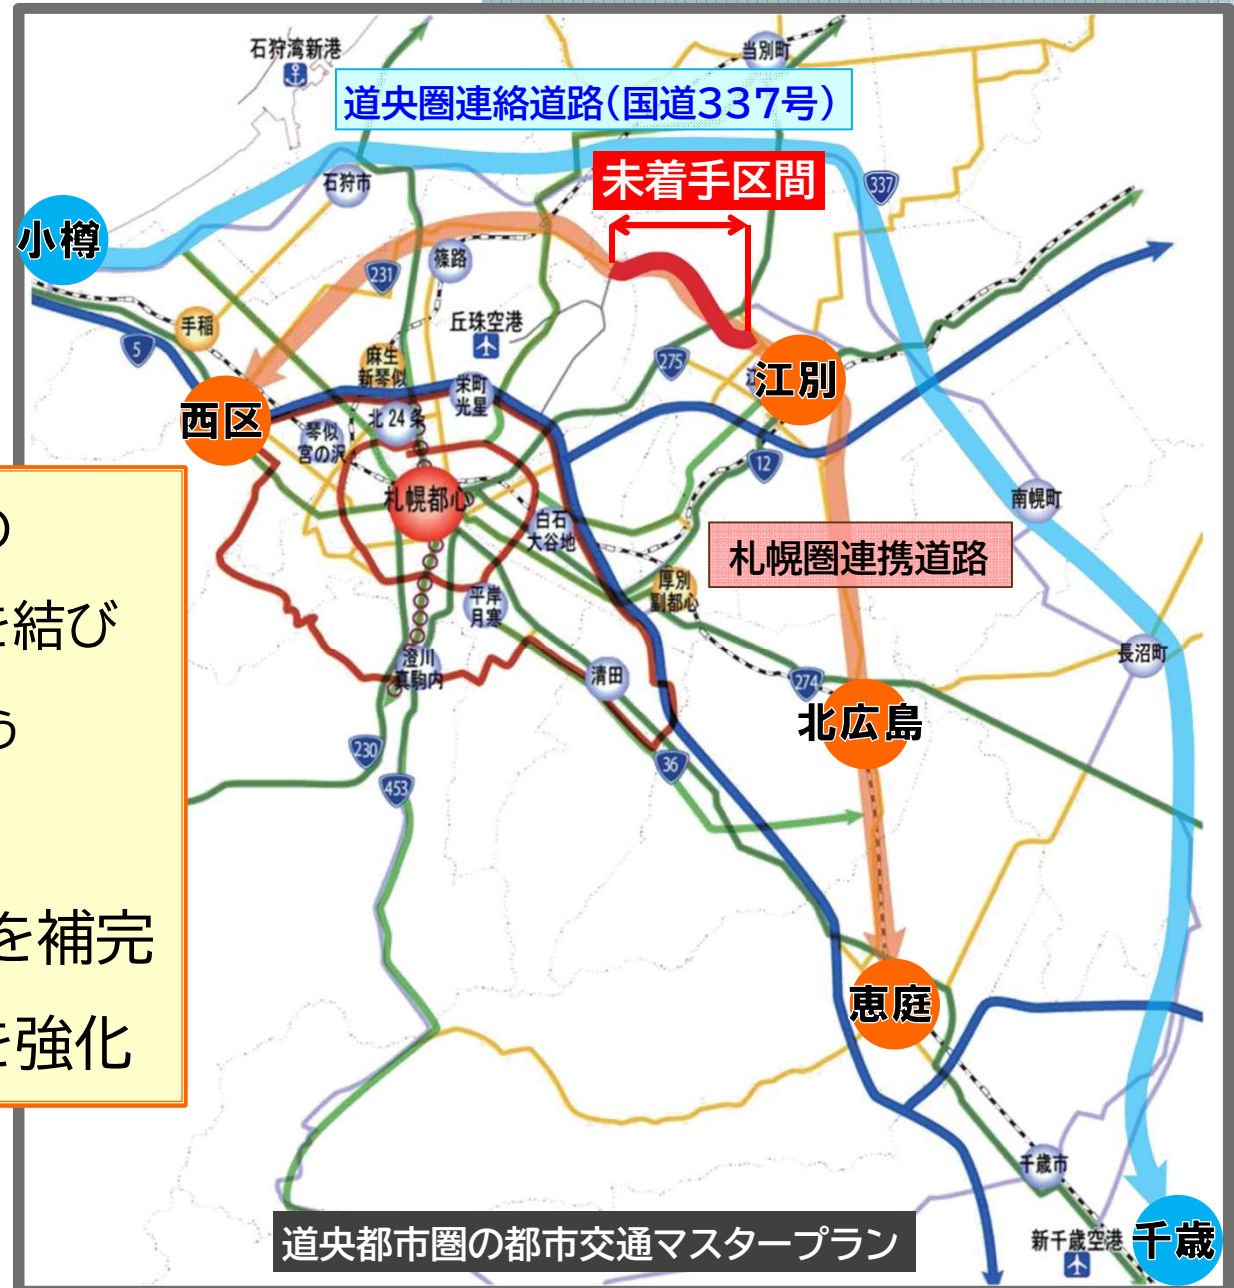 石狩湾新港
当別町
道央圏連絡道路(国道337号)
未着手区間
石狩市
337
小樽
篠路
231
手稲
丘珠空港
5
麻生
新琴似
275
江別
栄町
光星
西区
北24条
琴似
宮の沢
12
札幌都心
南幌町
白石
大谷地
札幌圏連携道路
の
厚別
副都心
を結び
平岸
月寒
澄川
真駒内
清田
長沼町
274
う
北広島
230
36
453
を補完
恵庭
を強化
千歳市
道央都市圏の都市交通マスタープラン
新千歳空港
千歳